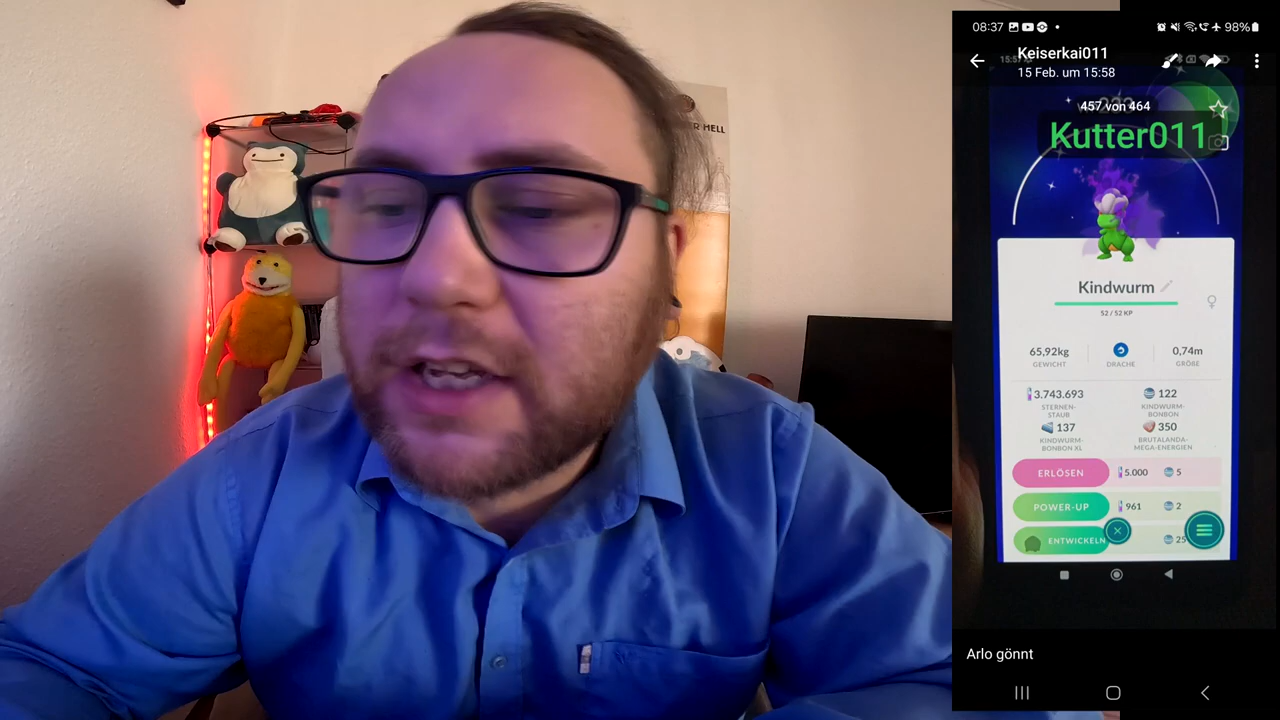 R HELL
08:37
98%
Keiserkai011
15 Feb. um 15:58
457 von 464
Kutter011
Kindwurm
52 / 52 KP
65,92kg
GEWICHT
DRACHE
0,74m
GRÖßE
3.743.693
STERNEN-
STAUB
122
KINDWURM-
BONBON
137
KINDWURM-
BONBON XL
350
BRUTALANDA-
MEGA-ENERGIEN
ERLÖSEN
5.000
5
POWER-UP
961
2
ENTWICKELN
25
Arlo gönnt